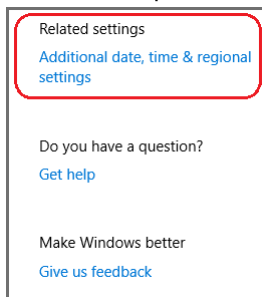 Related settings
Additional date, time & regional
settings
Do you have a question?
Get help
Make Windows better
Give us feedback